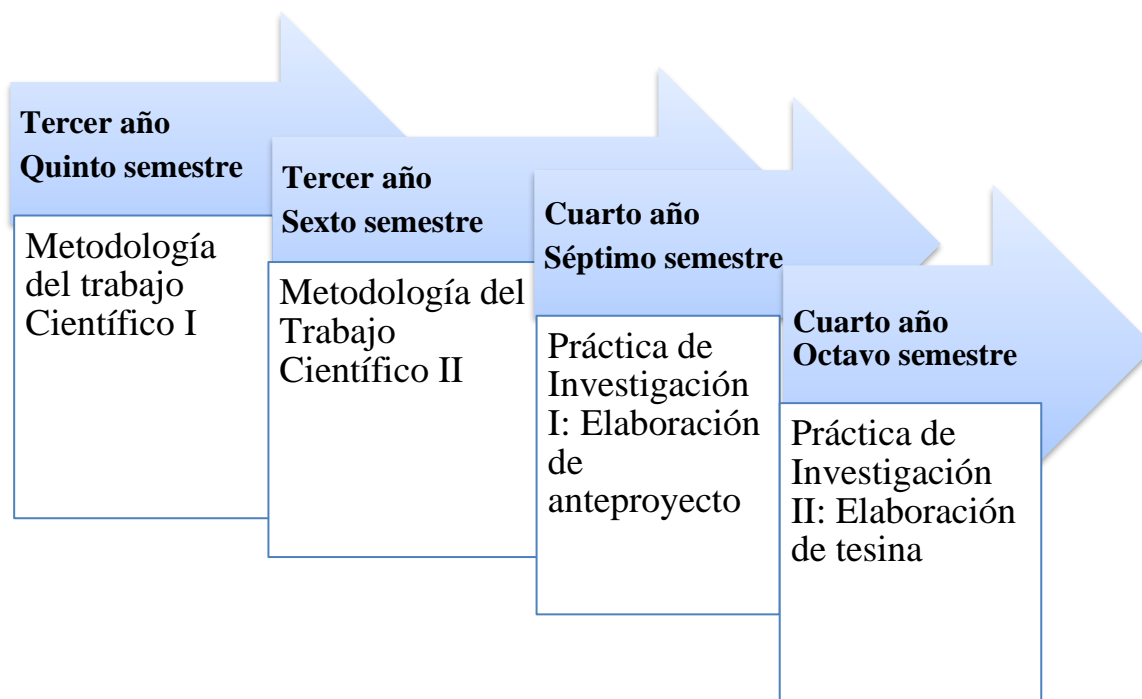 Tercer año
Quinto semestre
Metodología
del trabajo
Científico I
Tercer año
Sexto semestre
Metodología del
Trabajo
Científico II
Cuarto año
Séptimo semestre
Práctica de
Investigación
I: Elaboración
de
anteproyecto
Cuarto año
Octavo semestre
Práctica de
Investigación
II: Elaboración
de tesina